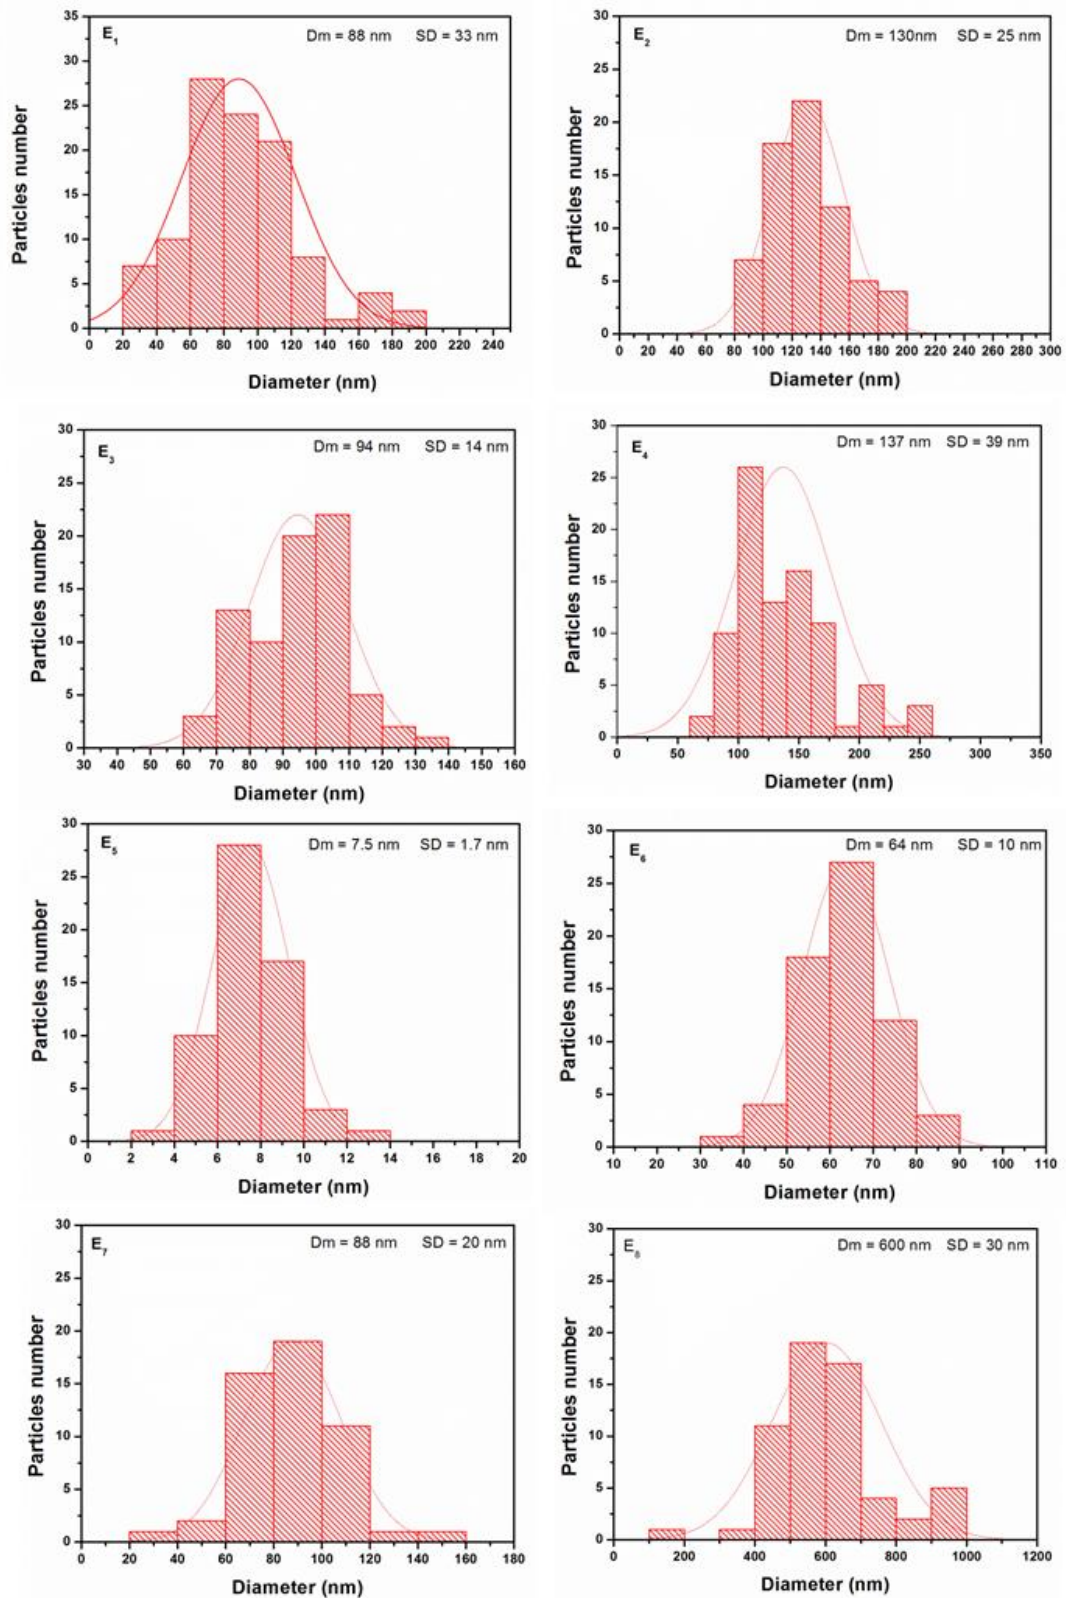 E1 Dm = 88 nm SD = 33 nm
35
30
25
20
15
10
5
0
Particles number
0 20 40 60 80 100 120 140 160 180 200 220 240
Diameter (nm)
E2 Dm = 130nm SD = 25 nm
30
25
20
15
10
5
0
Particles number
0 20 40 60 80 100 120 140 160 180 200 220 240 260 280 300
Diameter (nm)
E3 Dm = 94 nm SD = 14 nm
30
25
20
15
10
5
0
Particles number
30 40 50 60 70 80 90 100 110 120 130 140 150 160
Diameter (nm)
E4 Dm = 137 nm SD = 39 nm
30
25
20
15
10
5
0
Particles number
0 50 100 150 200 250 300 350
Diameter (nm)
E5 Dm = 7.5 nm SD = 1.7 nm
30
25
20
15
10
5
0
Particles number
0 2 4 6 8 10 12 14 16 18 20
Diameter (nm)
E6 Dm = 64 nm SD = 10 nm
30
25
20
15
10
5
0
Particles number
10 20 30 40 50 60 70 80 90 100 110
Diameter (nm)
E7 Dm = 88 nm SD = 20 nm
30
25
20
15
10
5
0
Particles number
0 20 40 60 80 100 120 140 160 180
Diameter (nm)
E8 Dm = 600 nm SD = 30 nm
30
25
20
15
10
5
0
Particles number
0 200 400 600 800 1000 1200
Diameter (nm)